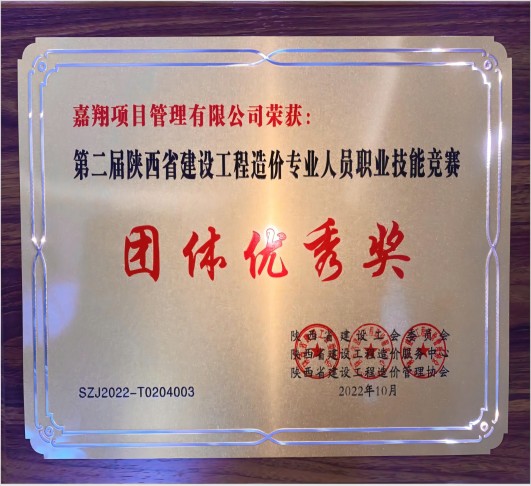 嘉翔项目管理有限公司荣获：
第二届陕西省建设工程造价专业人员职业技能竞赛
团体优秀奖
陕西省建设工会委员会
陕西省建设工程造价服务中心
陕西省建设工程造价管理协会
SZJ2022-T0204003
2022年10月